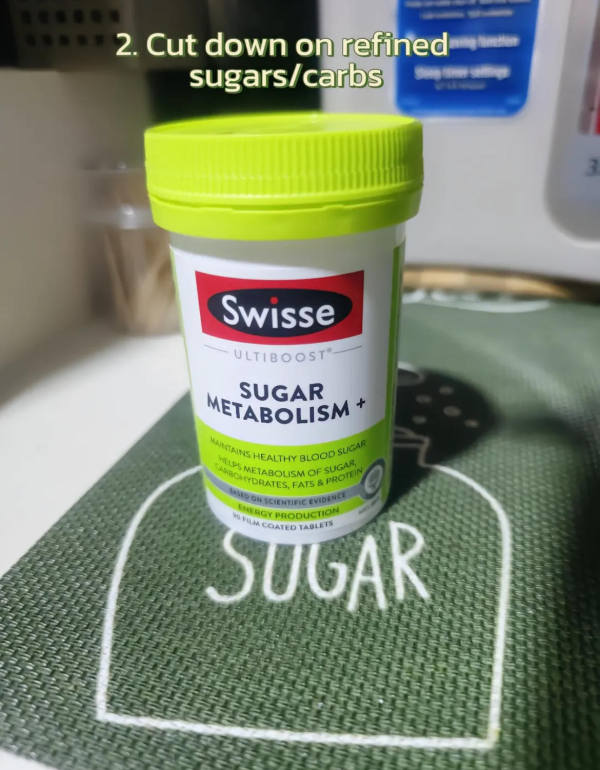 2. Cut down on refined
sugars/carbs
Swisse
ULTIBOOST®
SUGAR
METABOLISM +
MAINTAINS HEALTHY BLOOD SUGAR
HELPS METABOLISM OF SUGAR,
CARBOHYDRATES, FATS & PROTEIN
BASED ON SCIENTIFIC EVIDENCE
ENERGY PRODUCTION
90 FILM COATED TABLETS
SUGAR